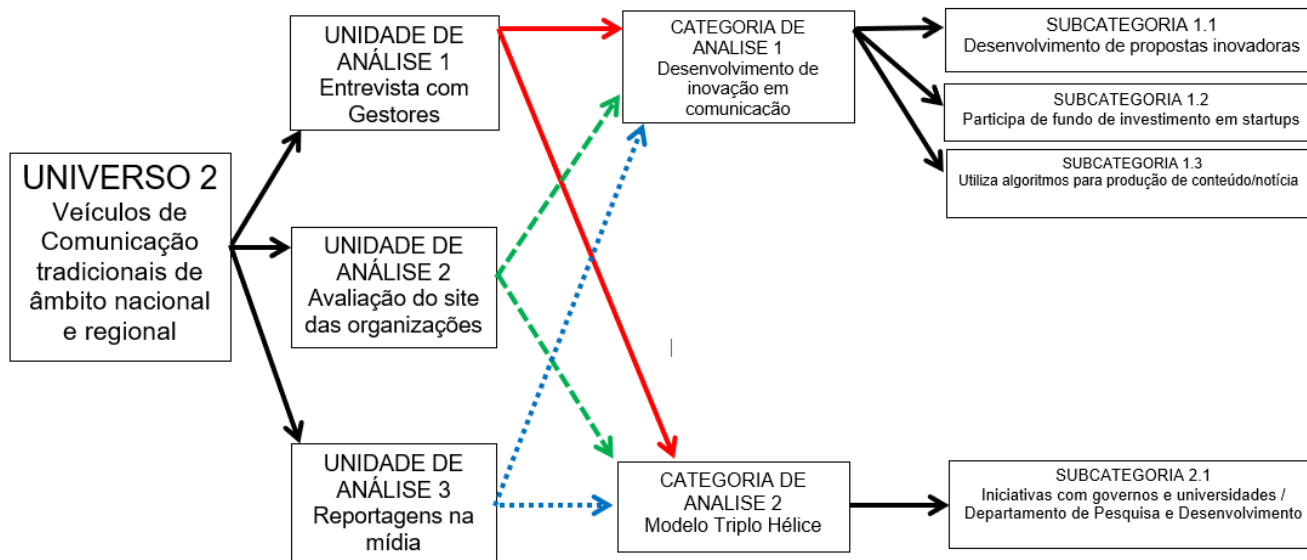 UNIVERSO 2
Veículos de
Comunicação
tradicionais de
âmbito nacional
e regional
UNIDADE DE
ANÁLISE 1
Entrevista com
Gestores
UNIDADE DE
ANÁLISE 2
Avaliação do site
das organizações
UNIDADE DE
ANÁLISE 3
Reportagens na
mídia
CATEGORIA DE
ANALISE 1
Desenvolvimento de
inovação em
comunicação
CATEGORIA DE
ANALISE 2
Modelo Triplo Hélice
SUBCATEGORIA 1.1
Desenvolvimento de propostas inovadoras
SUBCATEGORIA 1.2
Participa de fundo de investimento em startups
SUBCATEGORIA 1.3
Utiliza algoritmos para produção de conteúdo/notícia
SUBCATEGORIA 2.1
Iniciativas com governos e universidades /
Departamento de Pesquisa e Desenvolvimento